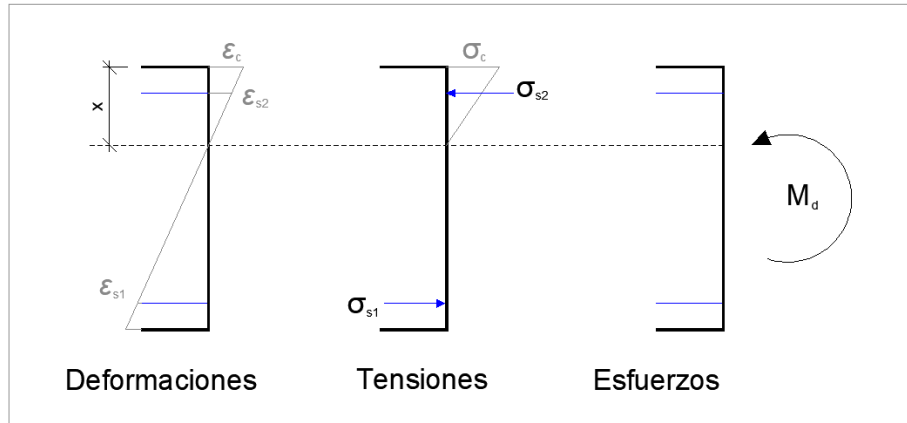 εc
σc
εs2
σs2
x
Md
εs1
σs1
Deformaciones
Tensiones
Esfuerzos